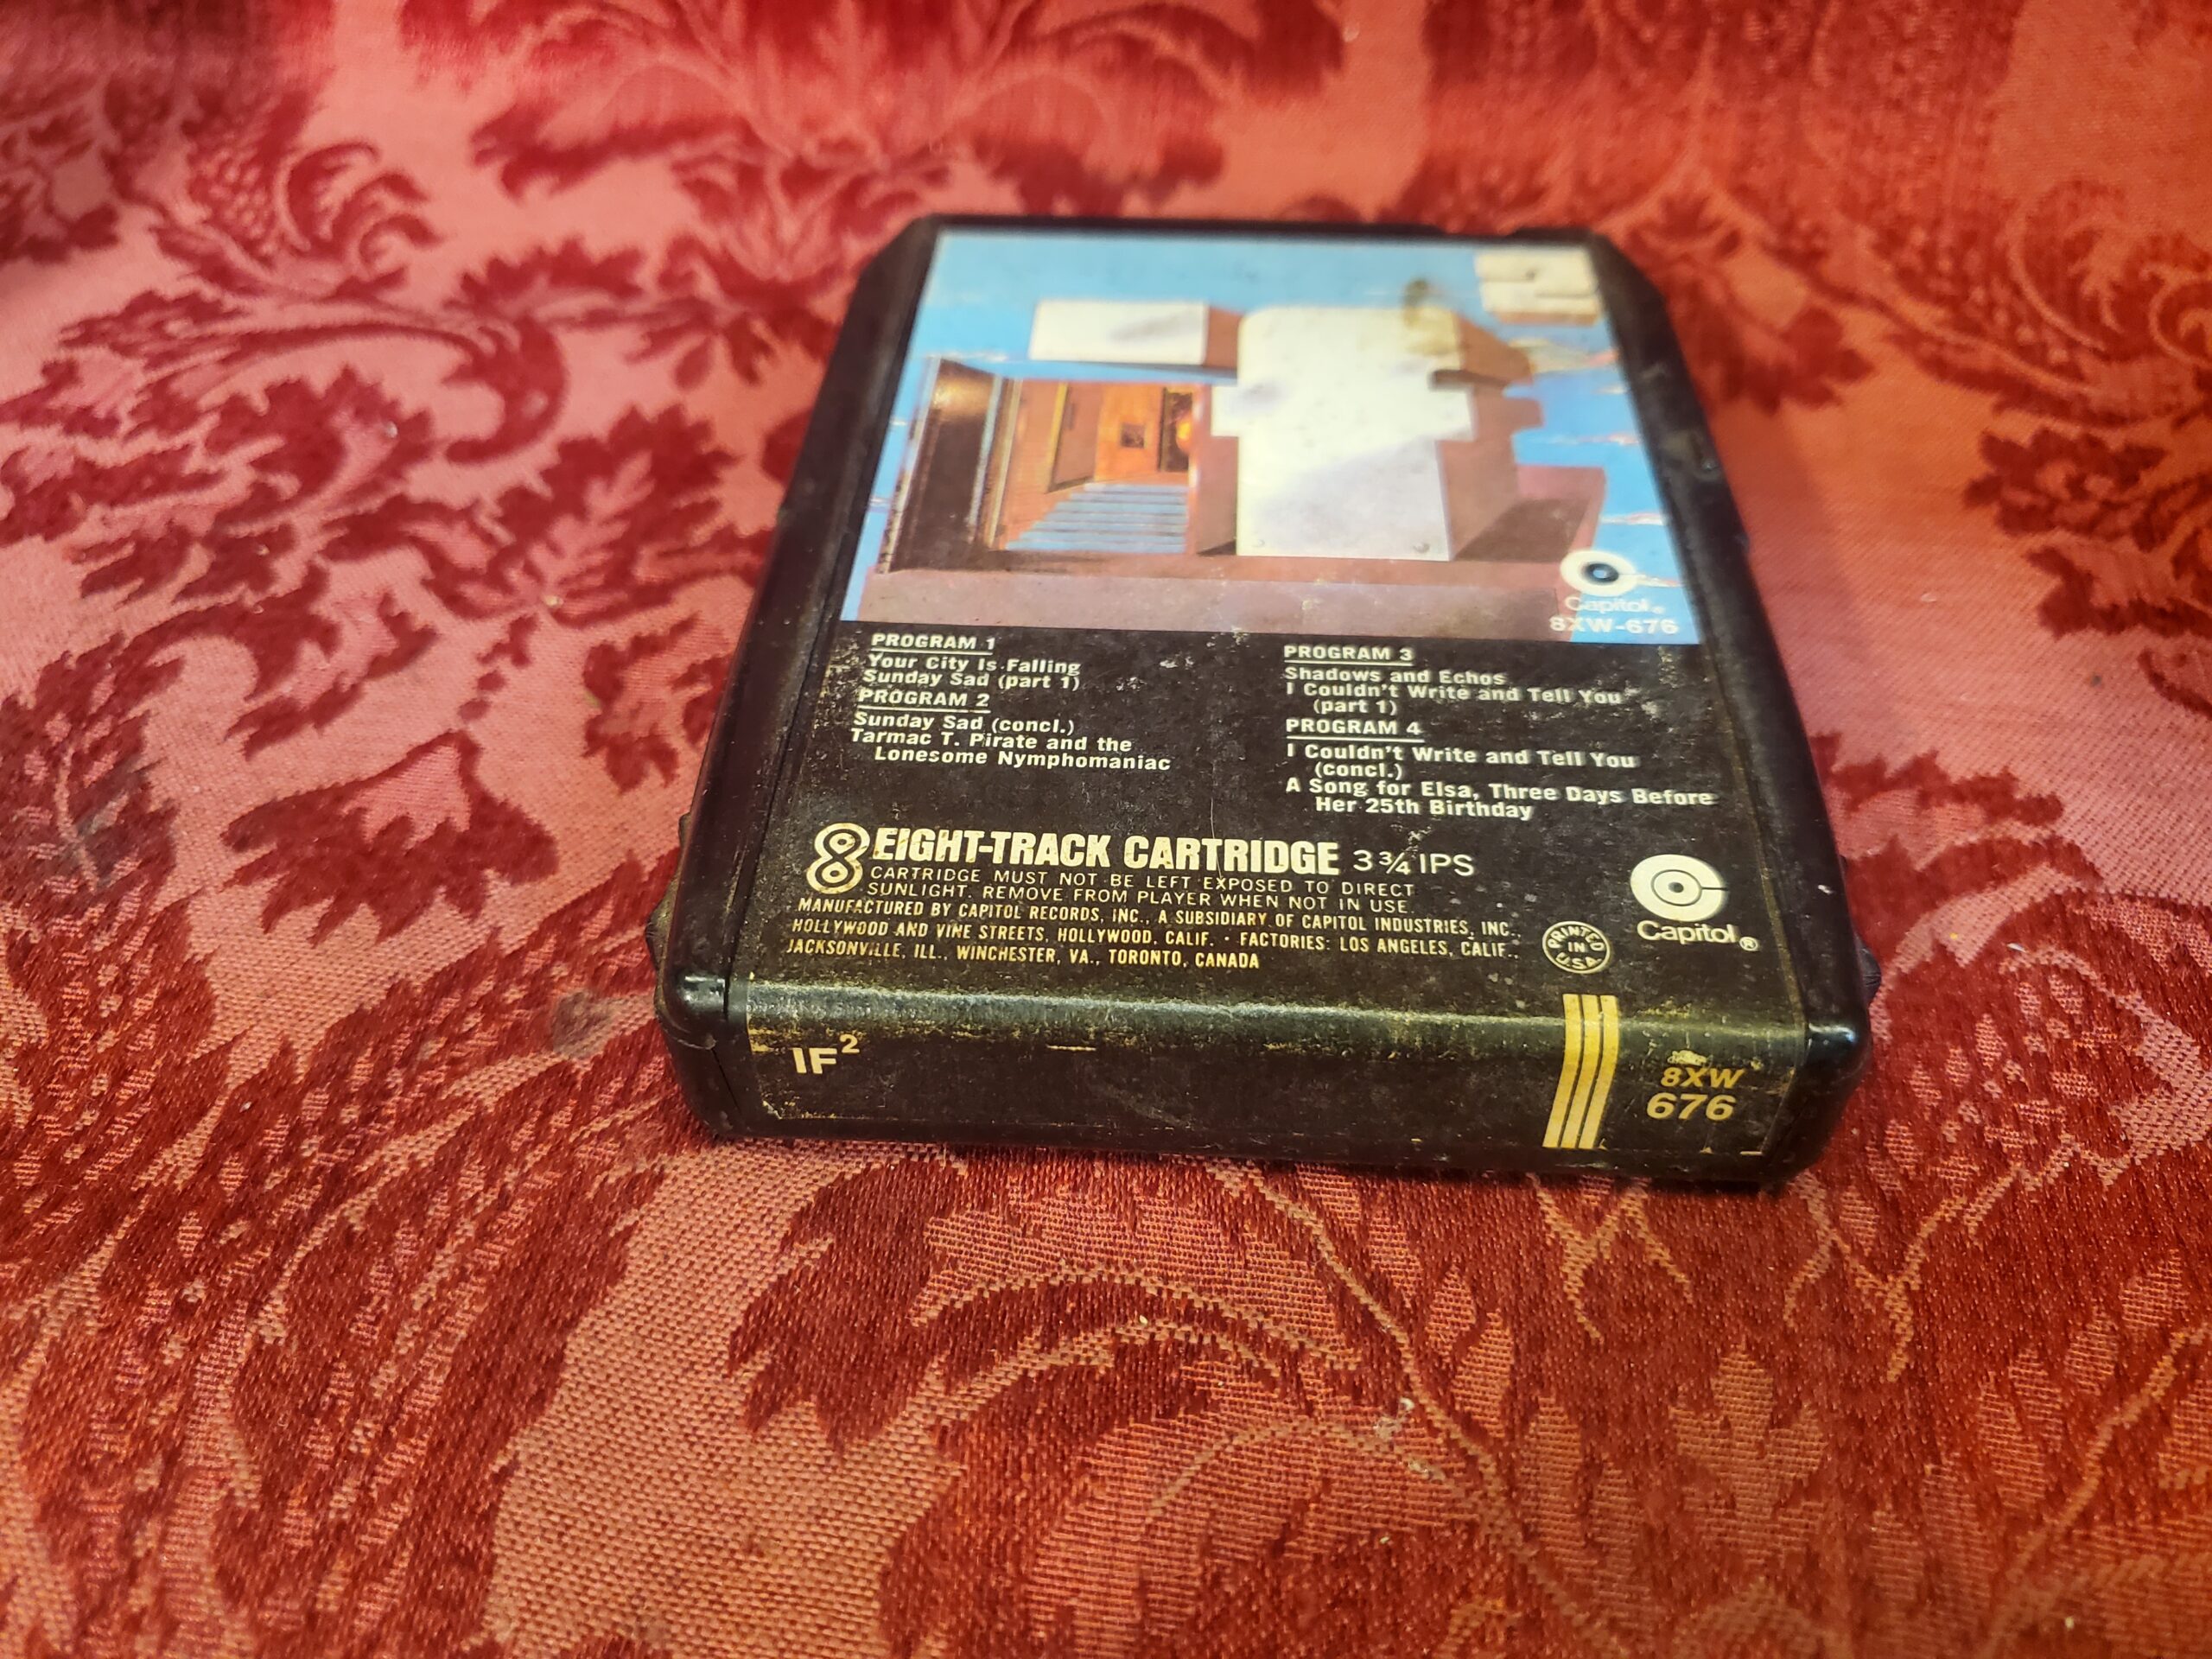 2
Capitol®
8XW-676
PROGRAM 1
Your City Is Falling
Sunday Sad (part 1)
PROGRAM 2
Sunday Sad (concl.)
Tarmac T. Pirate and the
Lonesome Nymphomaniac
PROGRAM 3
Shadows and Echos
I Couldn't Write and Tell You
(part 1)
PROGRAM 4
I Couldn't Write and Tell You
(concl.)
A Song for Elsa, Three Days Before
Her 25th Birthday
8 EIGHT-TRACK CARTRIDGE 3¾ IPS
CARTRIDGE MUST NOT BE LEFT EXPOSED TO DIRECT
SUNLIGHT. REMOVE FROM PLAYER WHEN NOT IN USE.
MANUFACTURED BY CAPITOL RECORDS, INC., A SUBSIDIARY OF CAPITOL INDUSTRIES, INC.,
HOLLYWOOD AND VINE STREETS, HOLLYWOOD, CALIF. · FACTORIES: LOS ANGELES, CALIF.,
JACKSONVILLE, ILL., WINCHESTER, VA., TORONTO, CANADA
PRINTED
IN
U.S.A.
Capitol®
IF²
8XW
676